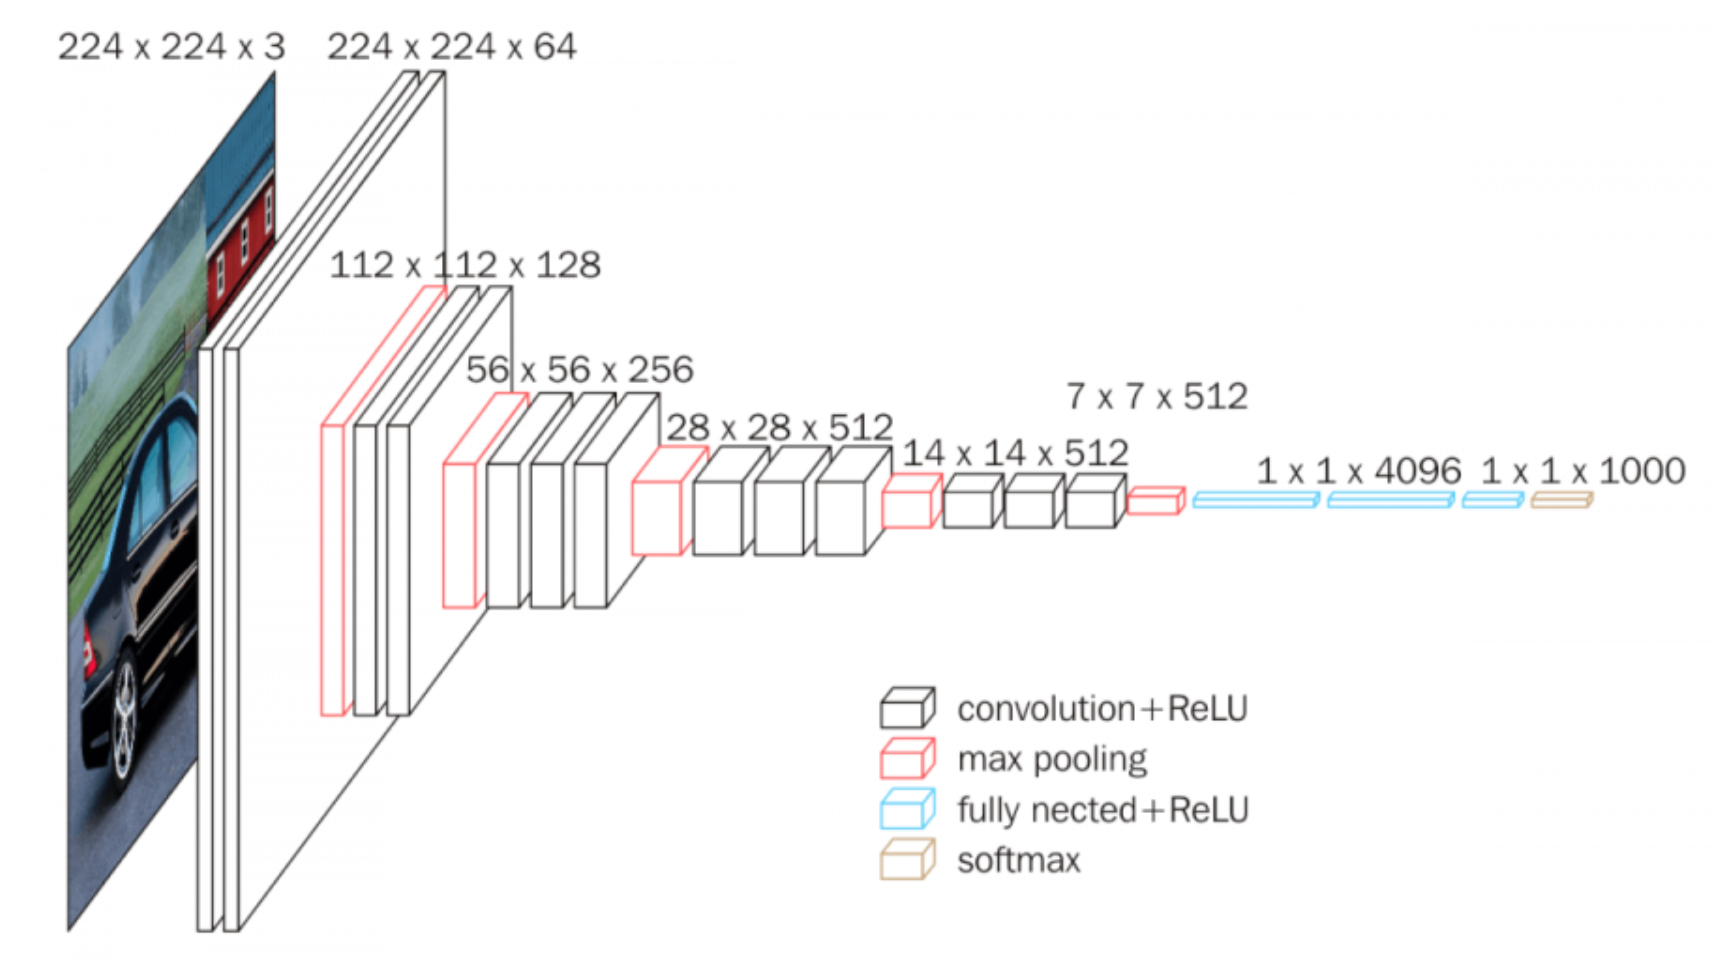 224 x 224 x 3
224 x 224 x 64
112 x 112 x 128
56 x 56 x 256
28 x 28 x 512
14 x 14 x 512
7 x 7 x 512
1 x 1 x 4096
1 x 1 x 1000
convolution+ReLU
max pooling
fully nected+ReLU
softmax